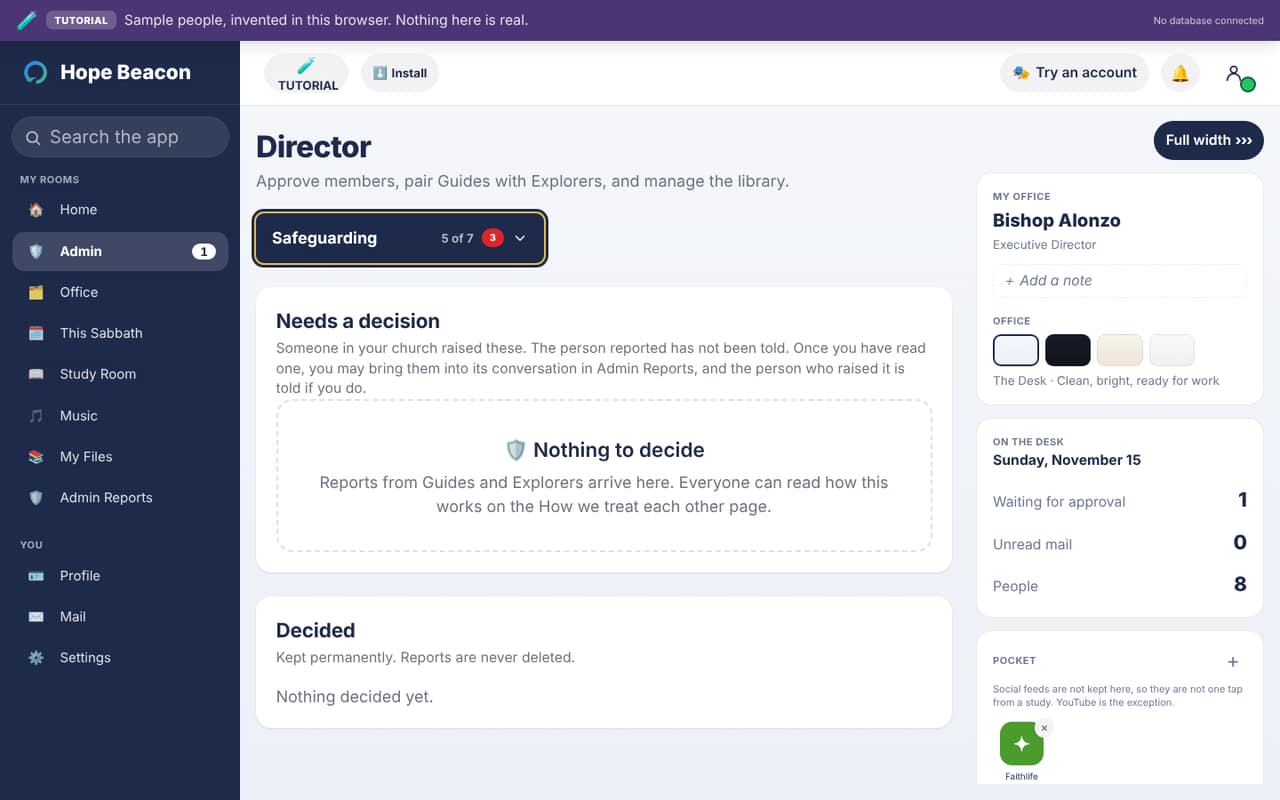 TUTORIAL Sample people, invented in this browser. Nothing here is real.
No database connected
Hope Beacon
TUTORIAL
Install
Try an account
Search the app
MY ROOMS
Home
Admin 1
Office
This Sabbath
Study Room
Music
My Files
Admin Reports
YOU
Profile
Mail
Settings
Director
Approve members, pair Guides with Explorers, and manage the library.
Safeguarding 5 of 7 3
Needs a decision
Someone in your church raised these. The person reported has not been told. Once you have read
one, you may bring them into its conversation in Admin Reports, and the person who raised it is
told if you do.
Nothing to decide
Reports from Guides and Explorers arrive here. Everyone can read how this
works on the How we treat each other page.
Decided
Kept permanently. Reports are never deleted.
Nothing decided yet.
Full width ›››
MY OFFICE
Bishop Alonzo
Executive Director
+ Add a note
OFFICE
The Desk · Clean, bright, ready for work
ON THE DESK
Sunday, November 15
Waiting for approval 1
Unread mail 0
People 8
POCKET +
Social feeds are not kept here, so they are not one tap
from a study. YouTube is the exception.
×
Faithlife